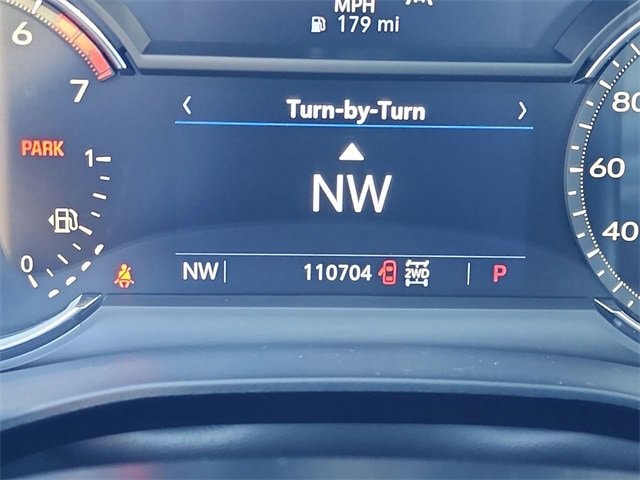 MPH
179 mi
6
7
< Turn-by-Turn >
80
PARK
1
60
NW
40
0
NW 110704 2WD P